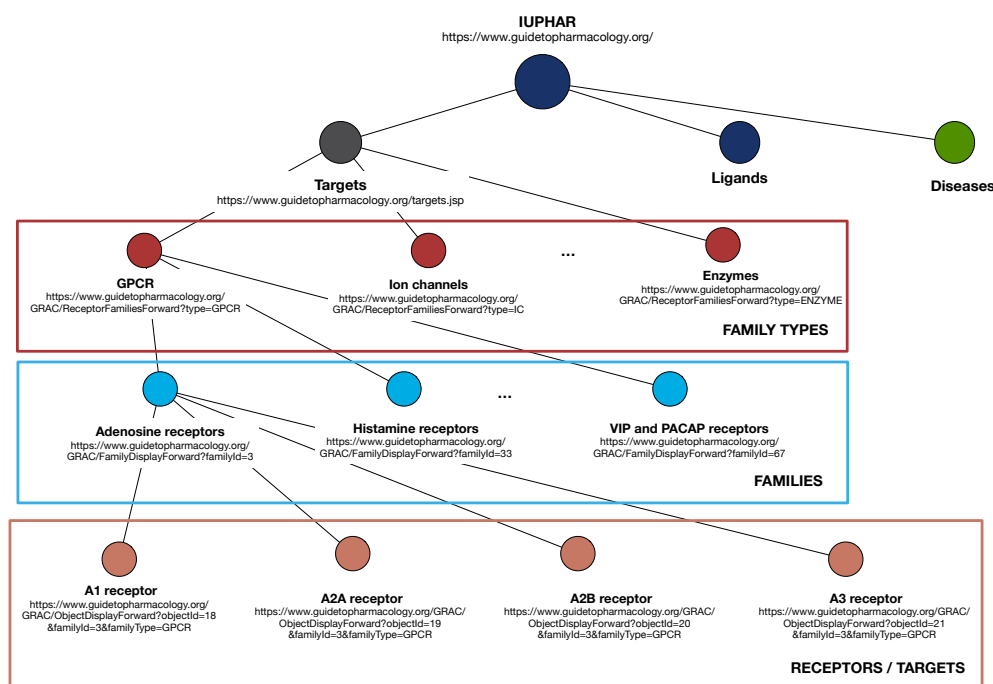 IUPHAR
https://www.guidetopharmacology.org/
Targets
https://www.guidetopharmacology.org/targets.jsp
Ligands
Diseases
GPCR
https://www.guidetopharmacology.org/
GRAC/ReceptorFamiliesForward?type=GPCR
Ion channels
https://www.guidetopharmacology.org/
GRAC/ReceptorFamiliesForward?type=IC
...
Enzymes
https://www.guidetopharmacology.org/
GRAC/ReceptorFamiliesForward?type=ENZYME
FAMILY TYPES
Adenosine receptors
https://www.guidetopharmacology.org/
GRAC/FamilyDisplayForward?familyId=3
Histamine receptors
https://www.guidetopharmacology.org/
GRAC/FamilyDisplayForward?familyId=33
...
VIP and PACAP receptors
https://www.guidetopharmacology.org/
GRAC/FamilyDisplayForward?familyId=67
FAMILIES
A1 receptor
https://www.guidetopharmacology.org/
GRAC/ObjectDisplayForward?objectId=18
&familyId=3&familyType=GPCR
A2A receptor
https://www.guidetopharmacology.org/GRAC/
ObjectDisplayForward?objectId=19
&familyId=3&familyType=GPCR
A2B receptor
https://www.guidetopharmacology.org/GRAC/
ObjectDisplayForward?objectId=20
&familyId=3&familyType=GPCR
A3 receptor
https://www.guidetopharmacology.org/GRAC/
ObjectDisplayForward?objectId=21
&familyId=3&familyType=GPCR
RECEPTORS / TARGETS